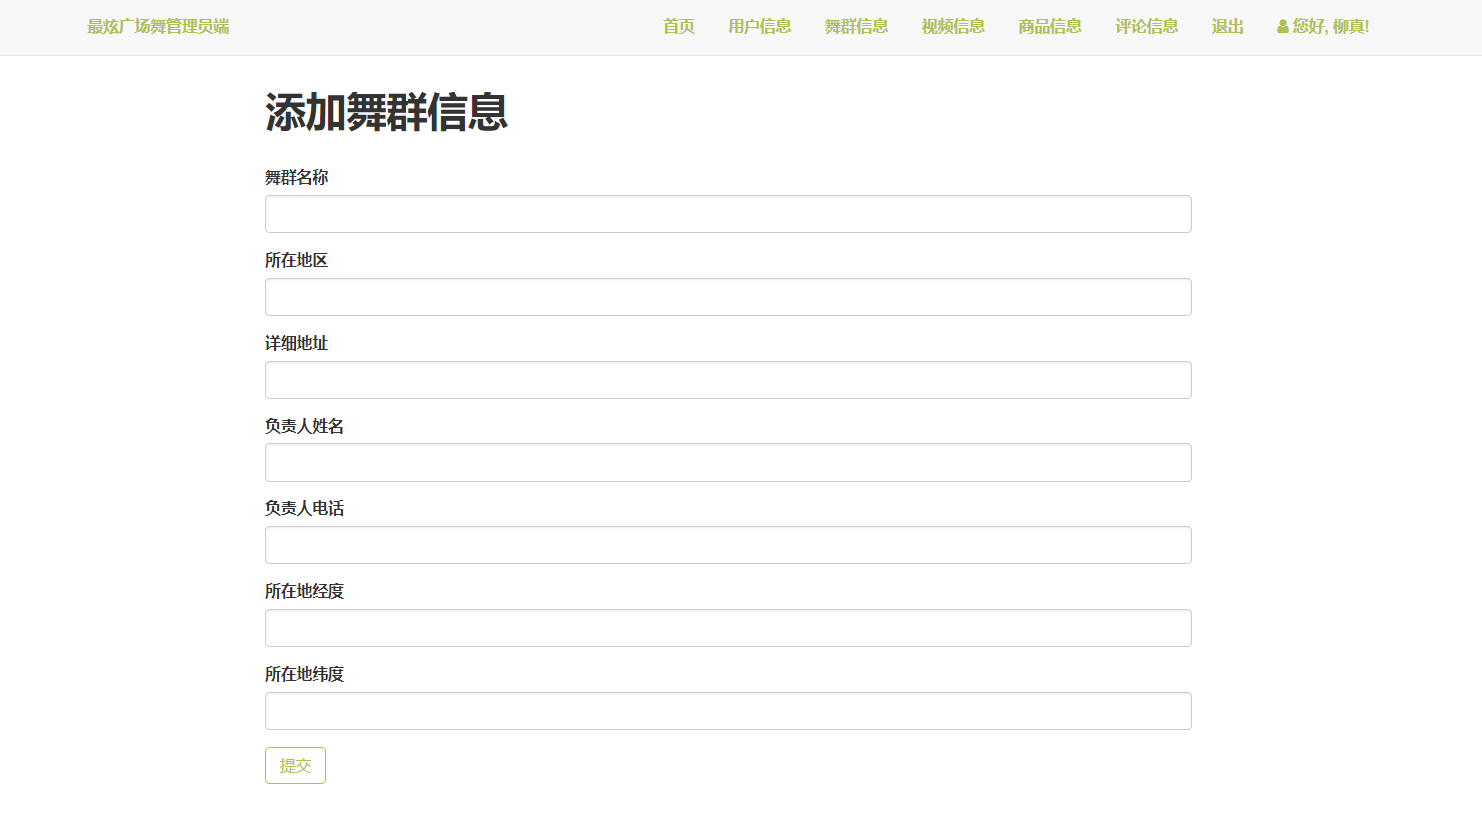 最炫广场舞管理员端 首页 用户信息 舞群信息 视频信息 商品信息 评论信息 退出 您好, 柳真!
添加舞群信息
舞群名称
所在地区
详细地址
负责人姓名
负责人电话
所在地经度
所在地纬度
提交